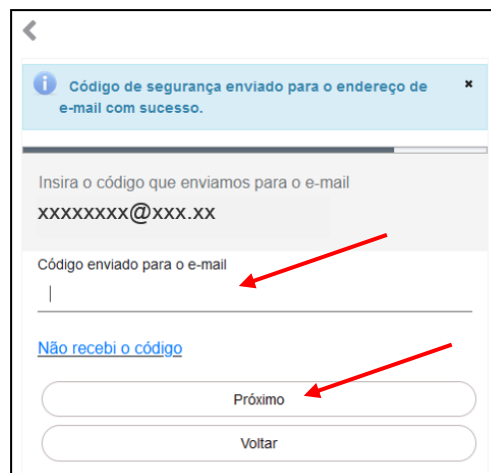 Código de segurança enviado para o endereço de
e-mail com sucesso.
Insira o código que enviamos para o e-mail
xxxxxxxx@xxx.xx
Código enviado para o e-mail
Não recebi o código
Próximo
Voltar